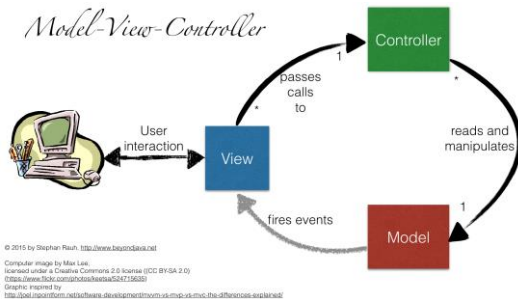 Model-View-Controller
Controller
1
passes
calls
to
*
*
User
interaction
View
reads and
manipulates
fires events
1
Model
© 2015 by Stephan Rauh, http://www.beyondjava.net
Computer image by Max Lee,
licensed under a Creative Commons 2.0 license ((CC BY-SA 2.0)
(https://www.flickr.com/photos/keetsa/524715635)
Graphic inspired by
http://joel.inpointform.net/software-development/mvvm-vs-mvp-vs-mvc-the-differences-explained/